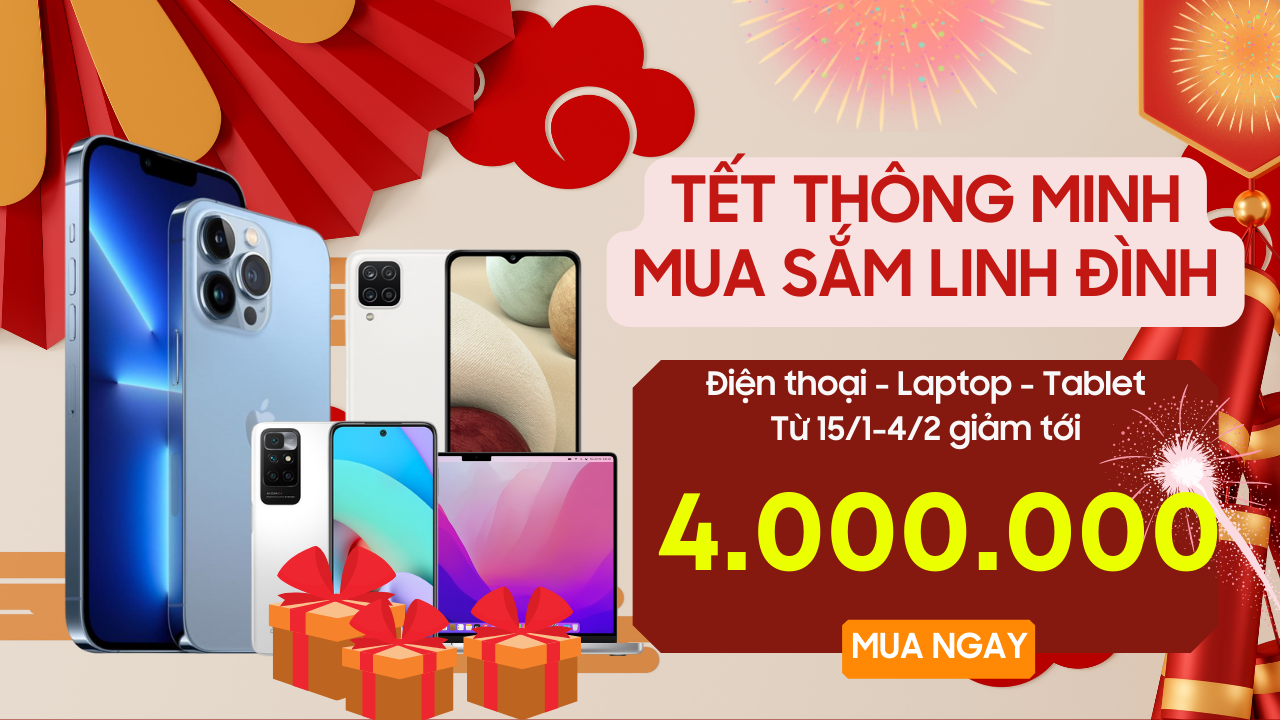 TẾT THÔNG MINH
MUA SẮM LINH ĐÌNH
Điện thoại - Laptop - Tablet
Từ 15/1-4/2 giảm tới
4.000.000
MUA NGAY